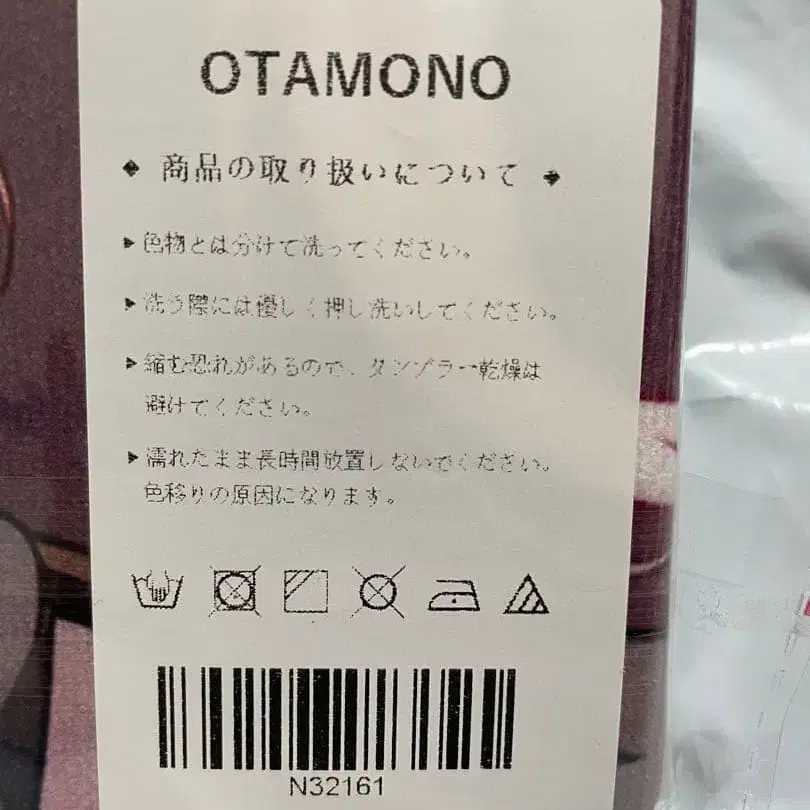 OTAMONO
◆ 商品の取り扱いについて ◆
▶ 色物とは分けて洗ってください。
▶ 洗う際には優しく押し洗いしてください。
▶ 縮む恐れがあるので、タンブラー乾燥は
避けてください。
▶ 濡れたまま長時間放置しないでください。
色移りの原因になります。
N32161